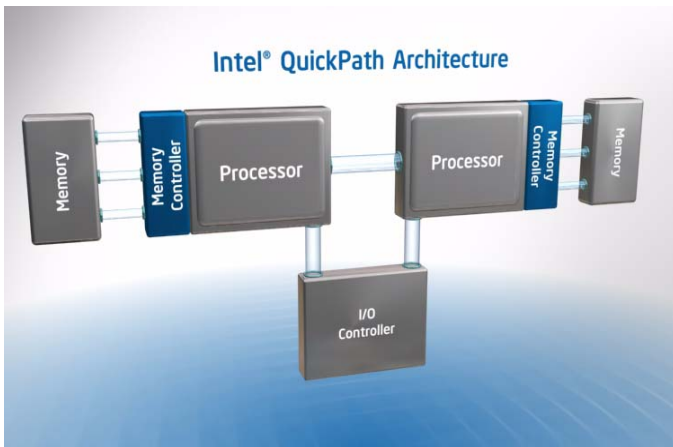 Intel® QuickPath Architecture
Memory
Memory
Controller
Processor
Processor
Memory
Controller
Memory
I/O
Controller